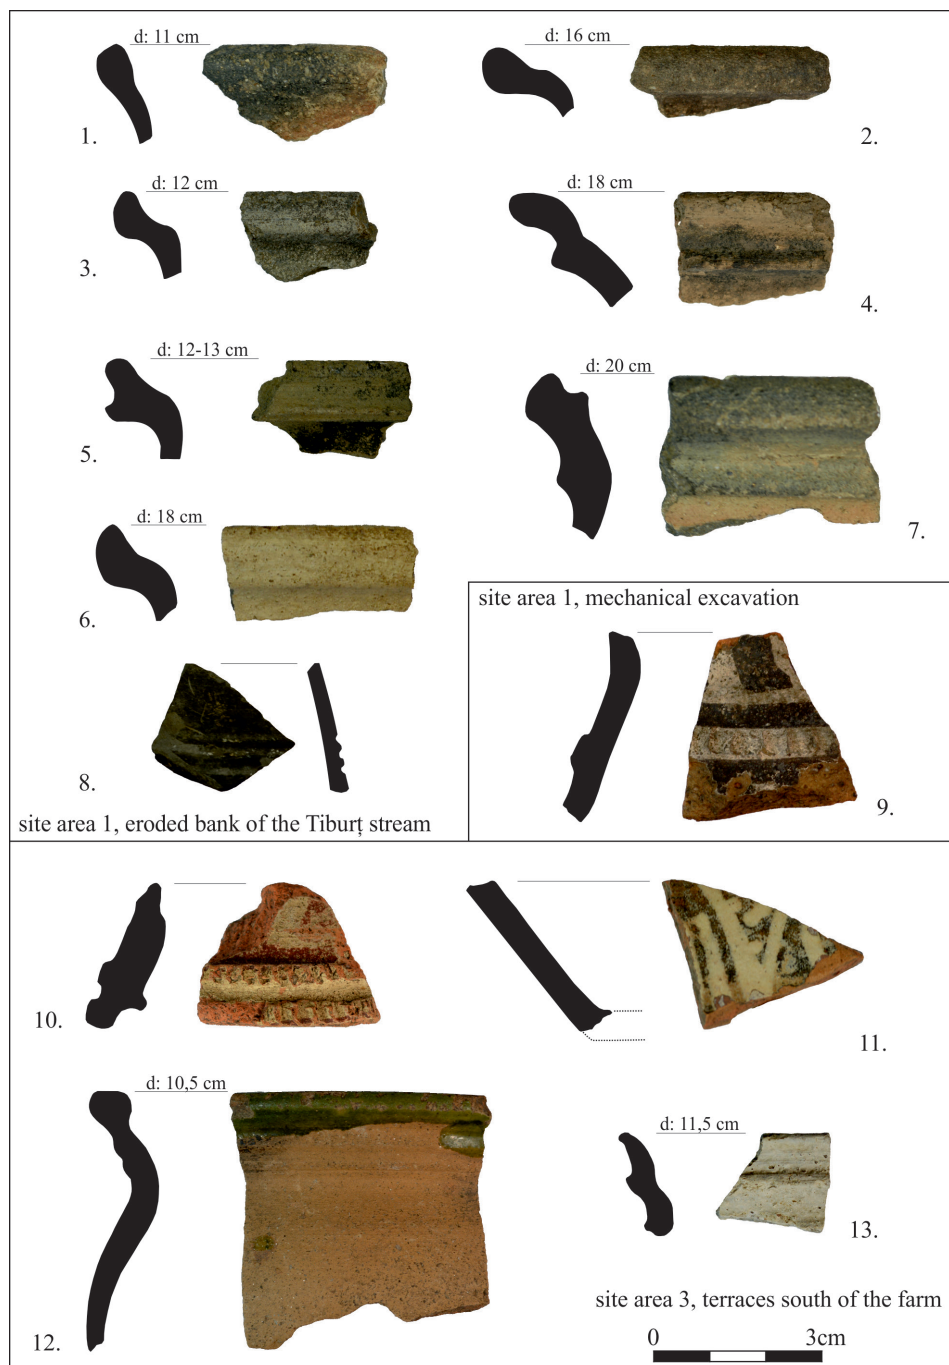 d: 11 cm
1.
d: 16 cm
2.
d: 12 cm
3.
d: 18 cm
4.
d: 12-13 cm
5.
d: 20 cm
7.
d: 18 cm
6.
8.
site area 1, eroded bank of the Tiburț stream
site area 1, mechanical excavation
9.
10.
11.
d: 10,5 cm
12.
d: 11,5 cm
13.
site area 3, terraces south of the farm
0 3cm